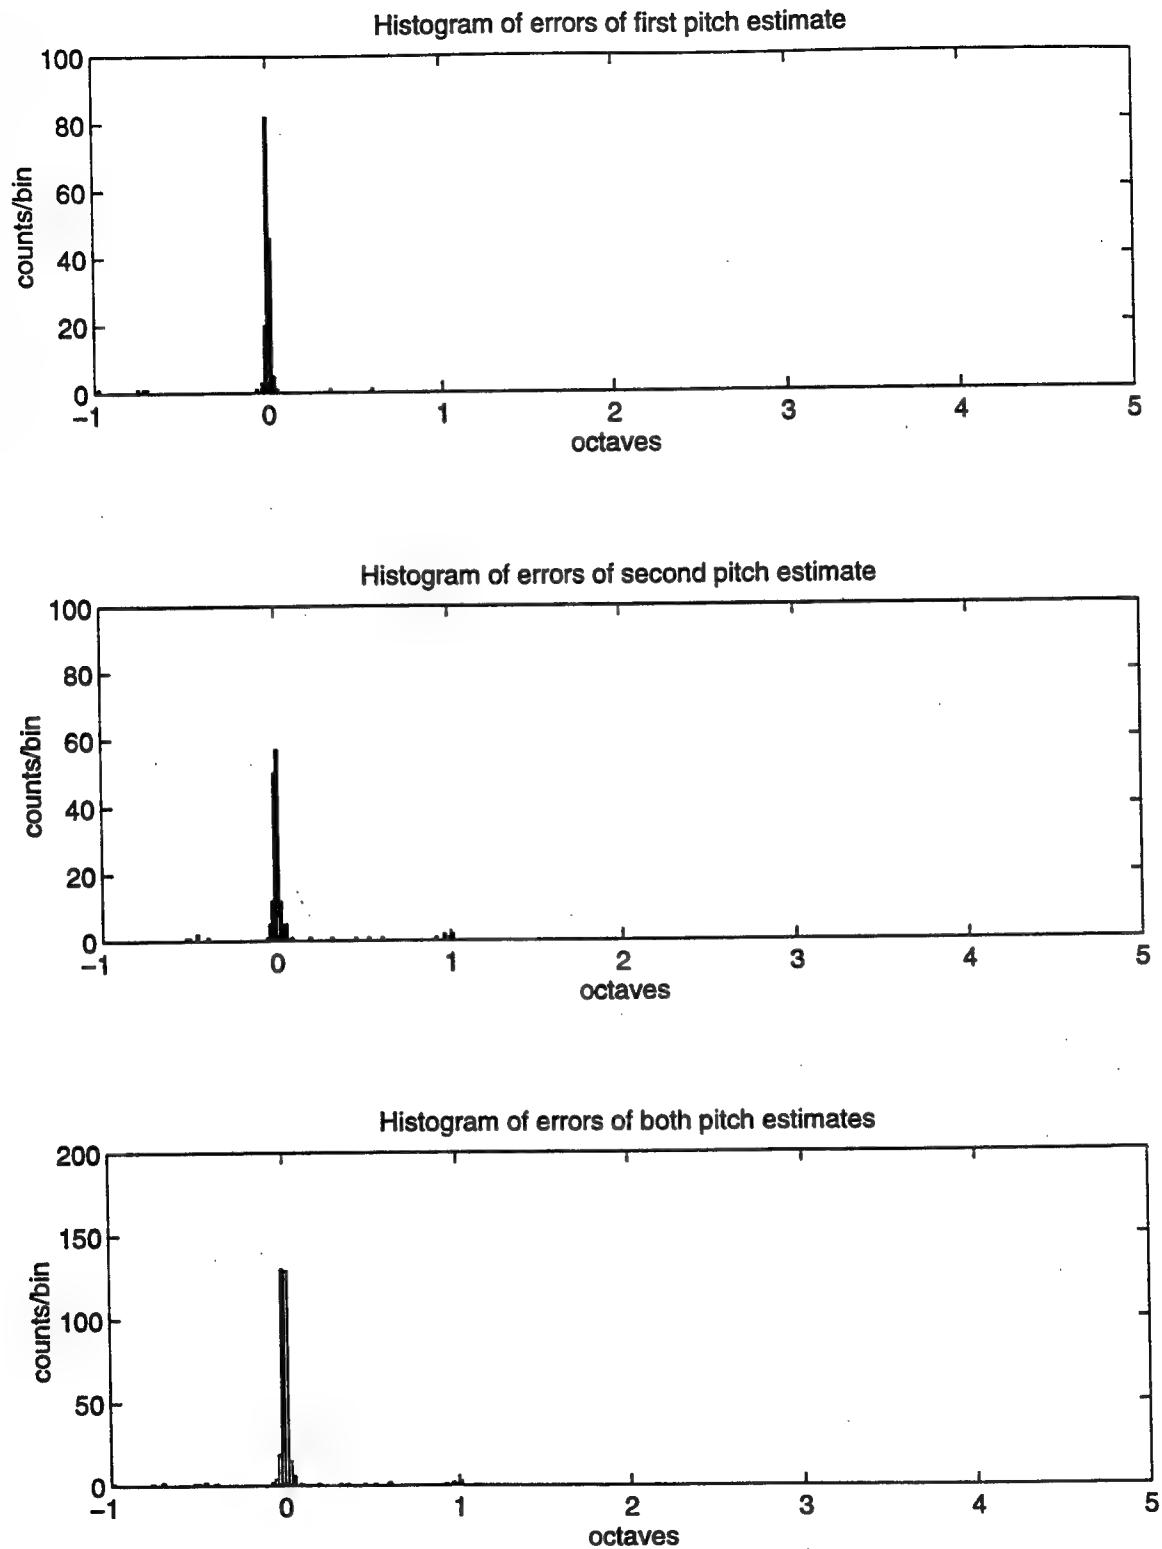 Histogram of errors of first pitch estimate
100
80
60
40
20
0
counts/bin
−1 0 1 2 3 4 5
octaves
Histogram of errors of second pitch estimate
100
80
60
40
20
0
counts/bin
−1 0 1 2 3 4 5
octaves
Histogram of errors of both pitch estimates
200
150
100
50
0
counts/bin
−1 0 1 2 3 4 5
octaves